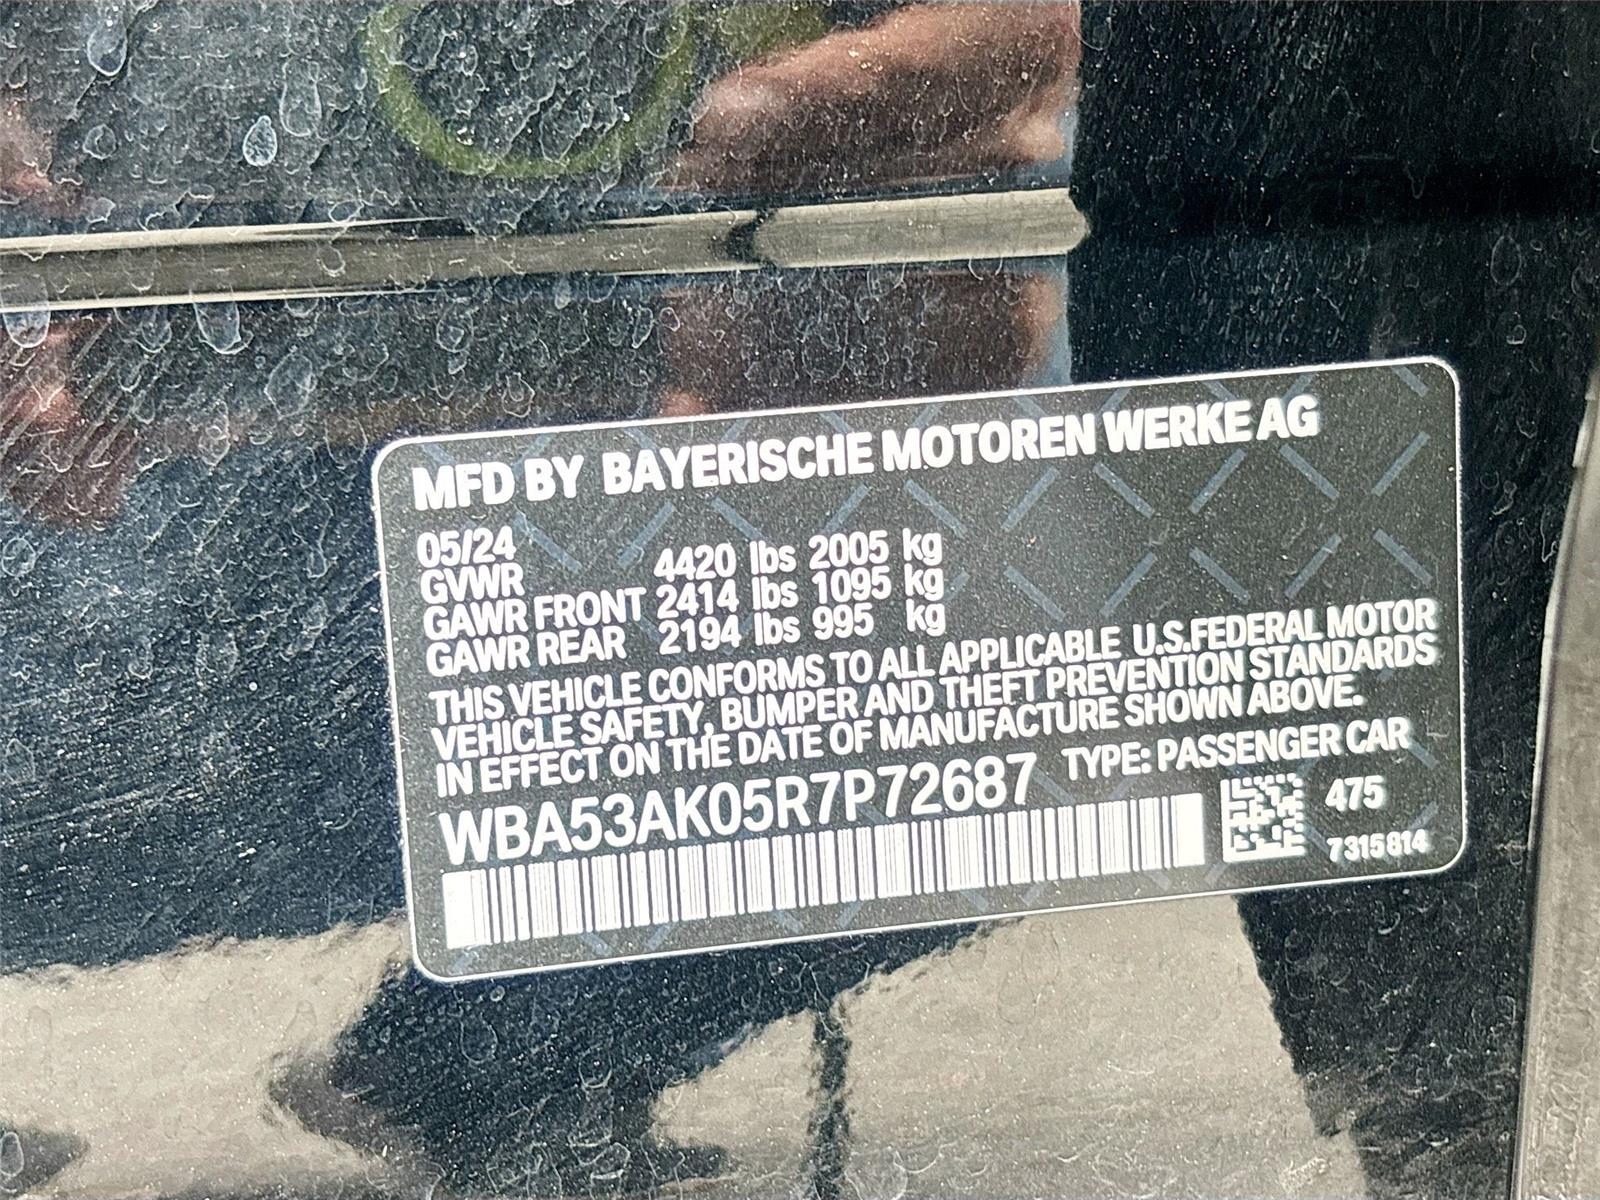 MFD BY BAYERISCHE MOTOREN WERKE AG
05/24
GVWR 4420 lbs 2005 kg
GAWR FRONT 2414 lbs 1095 kg
GAWR REAR 2194 lbs 995 kg
THIS VEHICLE CONFORMS TO ALL APPLICABLE U.S.FEDERAL MOTOR
VEHICLE SAFETY, BUMPER AND THEFT PREVENTION STANDARDS
IN EFFECT ON THE DATE OF MANUFACTURE SHOWN ABOVE.
WBA53AK05R7P72687 TYPE: PASSENGER CAR
475
7315814